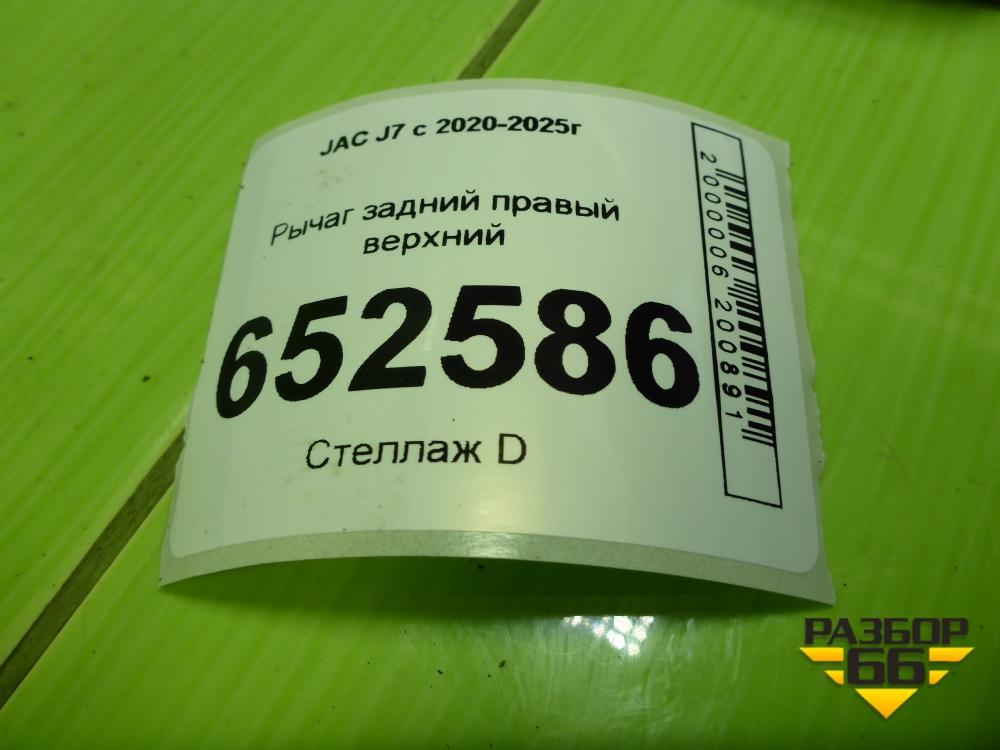 JAC J7 с 2020-2025г
Рычаг задний правый
верхний
652586
Стеллаж D
2000006200891
РАЗБОР
66